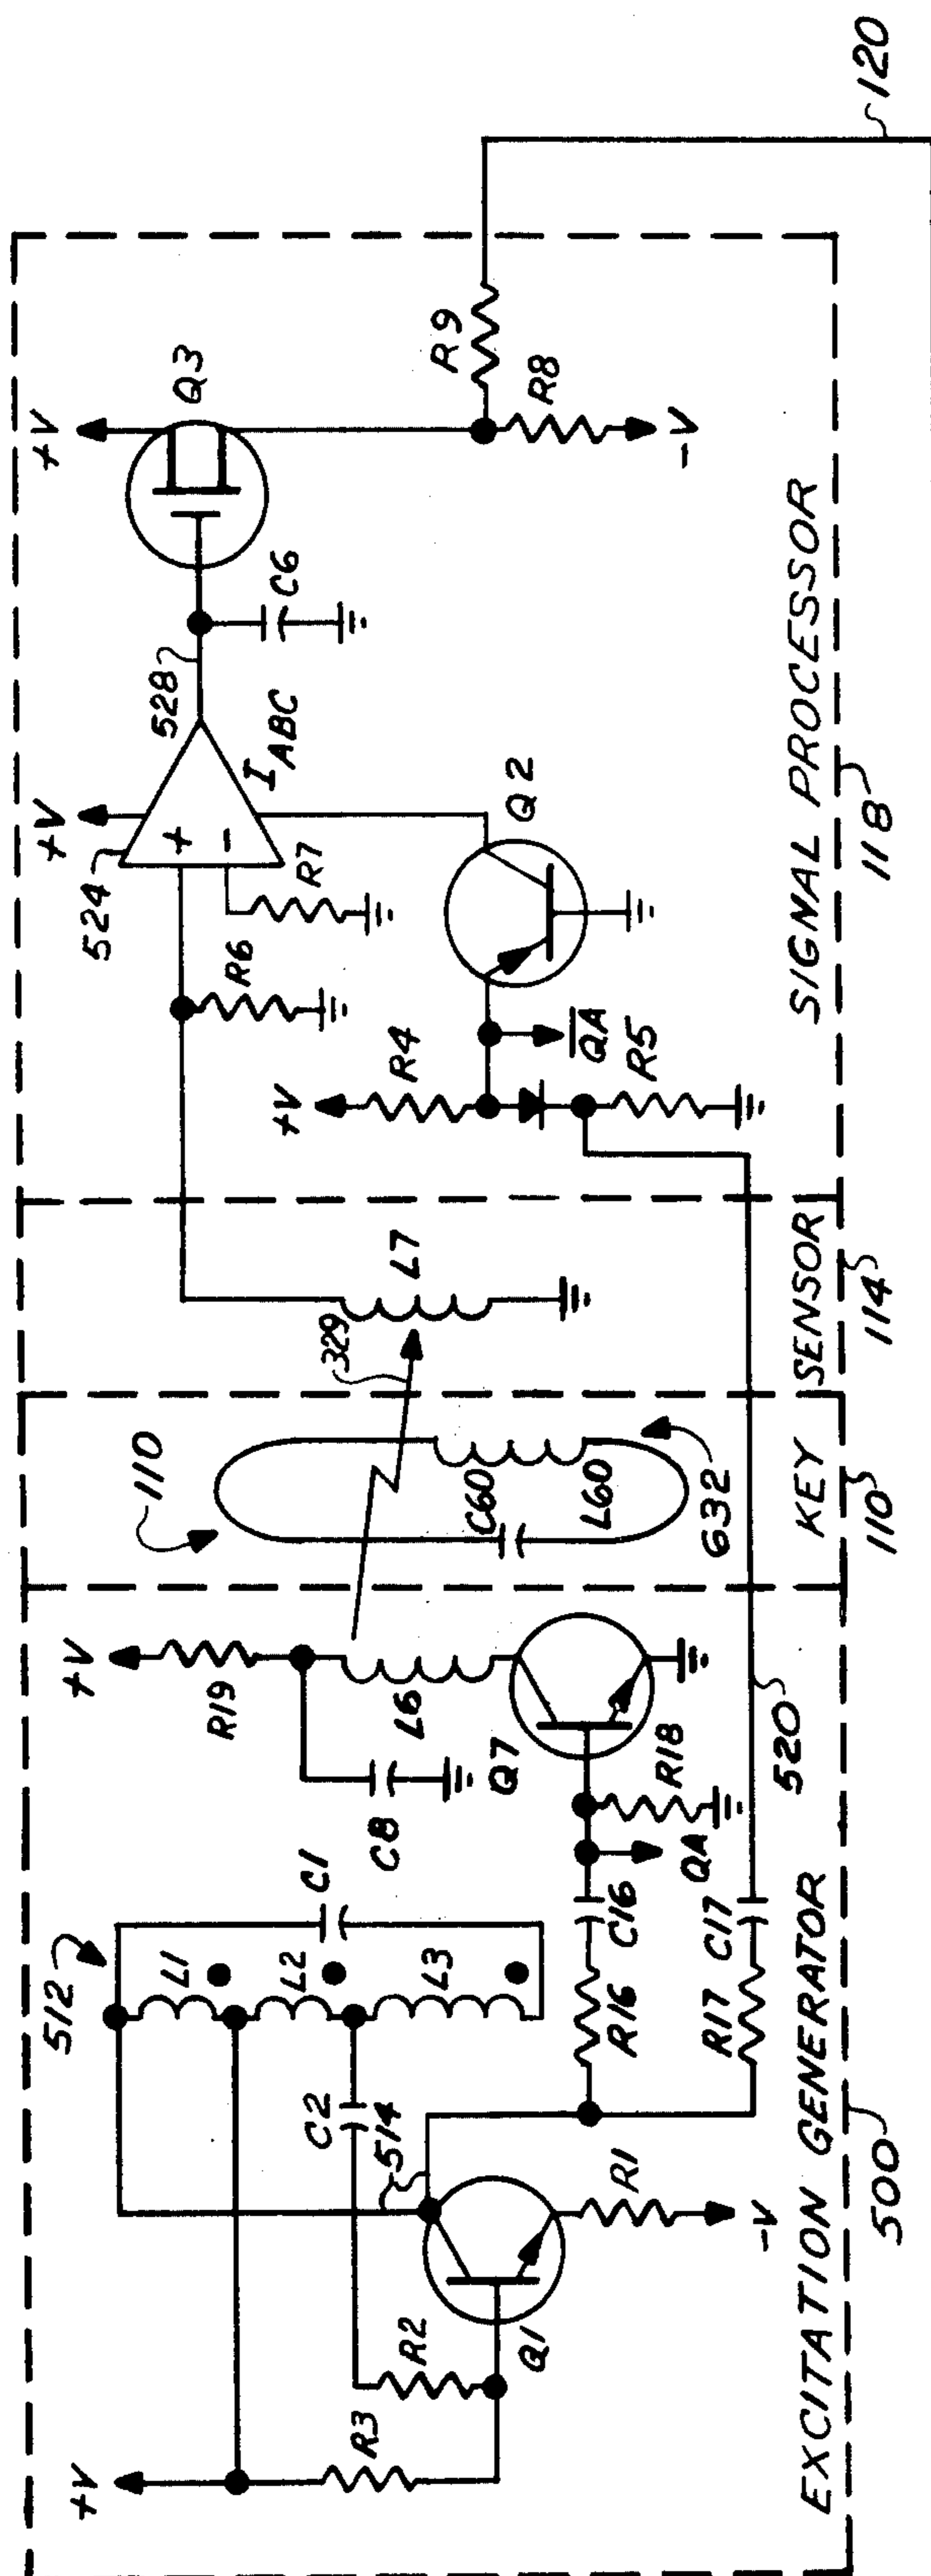 +V
R3
R2
Q1
R1
-V
C2
514
512
L1
L2
L3
C1
R16
C16
R17
C17
QA
R18
C8
Q7
R19
+V
L6
520
EXCITATION GENERATOR
500
110
C60
L60
632
KEY
110
329
L7
SENSOR
114
+V
R4
QA
R5
R6
R7
524
+V
+
-
IABC
528
Q2
C6
+V
Q3
R9
R8
-V
SIGNAL PROCESSOR
118
120